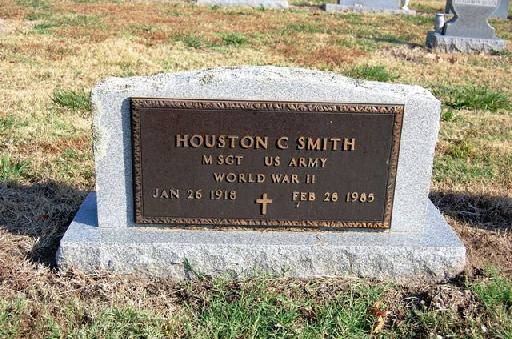 HOUSTON C SMITH
M SGT US ARMY
WORLD WAR II
JAN 26 1918 FEB 28 1985